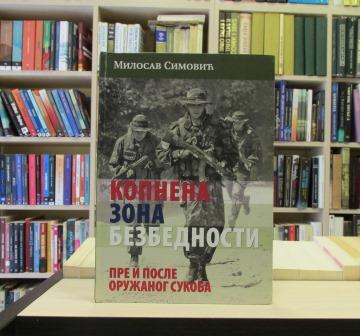 Милосав Симовић
КОПНЕНА
ЗОНА
БЕЗБЕДНОСТИ
ПРЕ И ПОСЛЕ
ОРУЖАНОГ СУКОБА